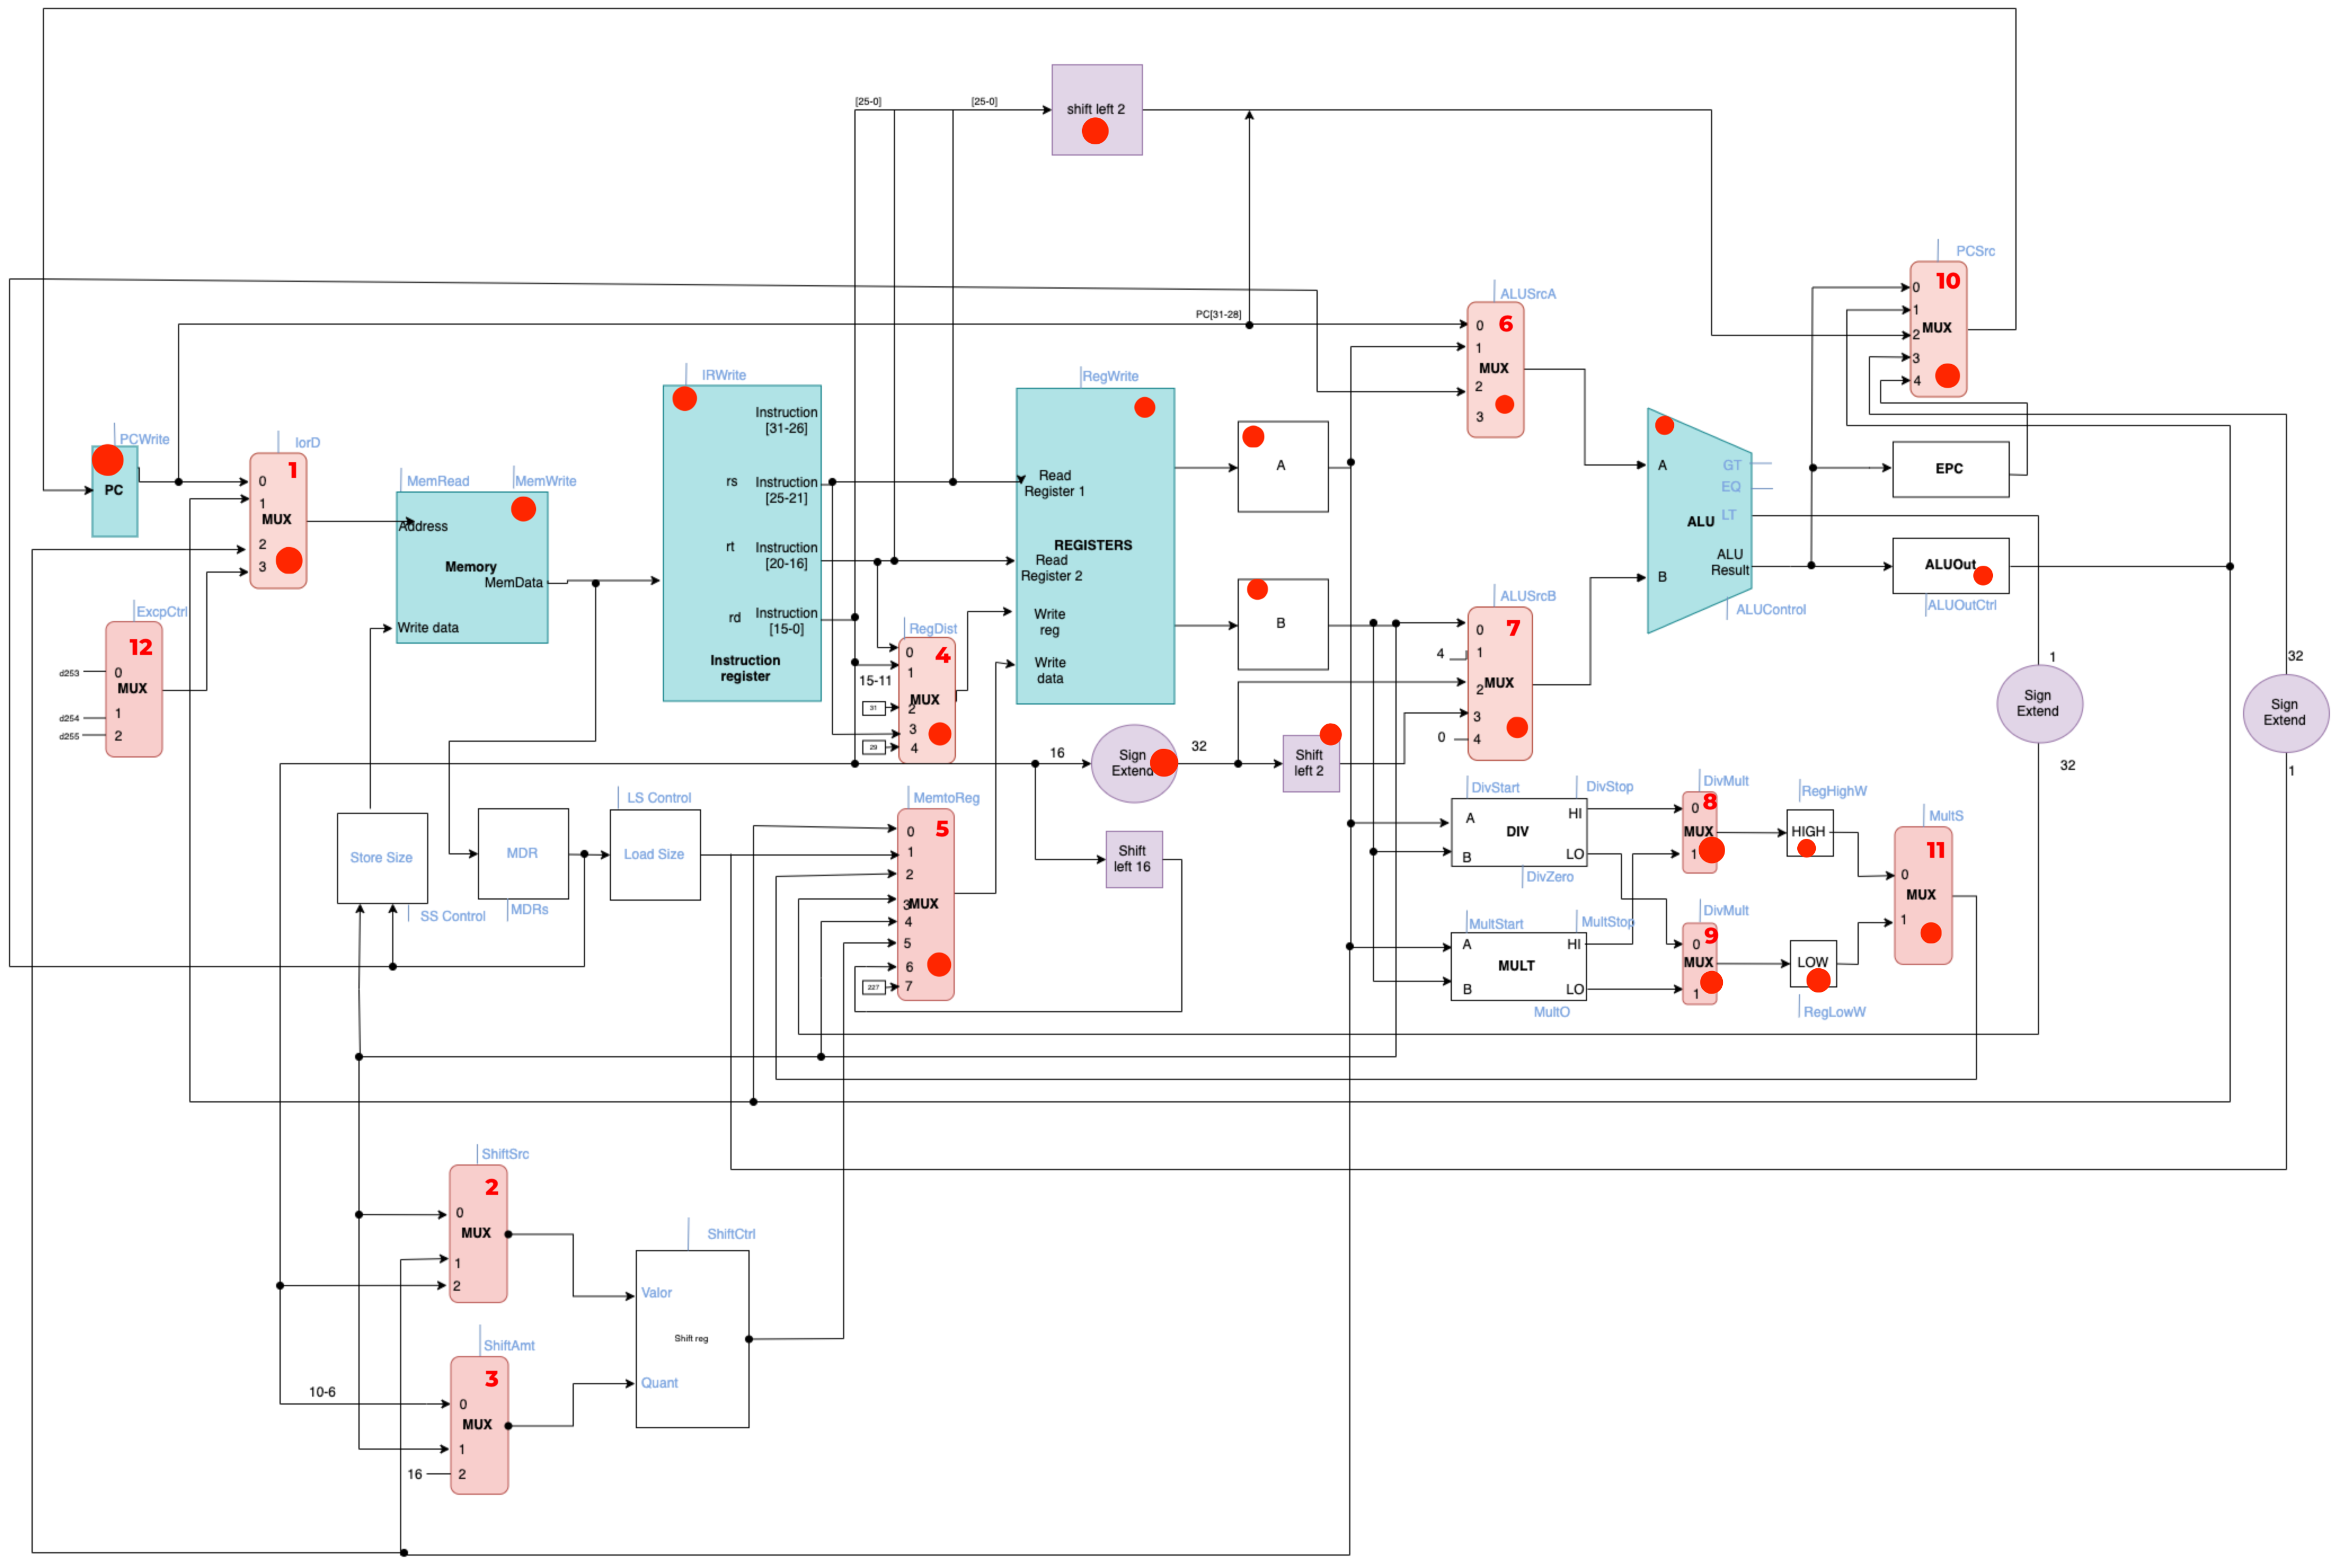 [25-0]
[25-0]
shift left 2
PCSrc
10
0
1
2
MUX
3
4
ALUSrcA
PC[31-28]
0
6
1
MUX
2
3
IRWrite
Instruction
[31-26]
rs
Instruction
[25-21]
rt
Instruction
[20-16]
rd
Instruction
[15-0]
Instruction
register
RegWrite
Read
Register 1
REGISTERS
Read
Register 2
Write
reg
Write
data
PCWrite
PC
IorD
1
0
1
MUX
2
3
MemRead
MemWrite
Address
Memory
MemData
Write data
ExcpCtrl
12
d253
0
MUX
d254
1
d255
2
A
B
A
GT
EQ
ALU
LT
ALU
Result
B
ALUControl
EPC
ALUOut
ALUOutCtrl
RegDist
4
0
1
15-11
MUX
31
2
3
29
4
ALUSrcB
7
0
4
1
2
MUX
3
0
4
16
Sign
Extend
32
Shift
left 2
1
Sign
Extend
32
32
Sign
Extend
1
Store Size
SS Control
MDR
MDRs
LS Control
Load Size
MemtoReg
5
0
1
2
3
MUX
4
5
6
227
7
Shift
left 16
DivStart
DivStop
A
HI
DIV
B
LO
DivZero
MultStart
MultStop
A
HI
MULT
B
LO
MultO
DivMult
8
0
MUX
1
DivMult
9
0
MUX
1
RegHighW
HIGH
LOW
RegLowW
MultS
11
0
MUX
1
ShiftSrc
2
0
MUX
1
2
ShiftAmt
3
10-6
0
MUX
1
16
2
ShiftCtrl
Valor
Shift reg
Quant